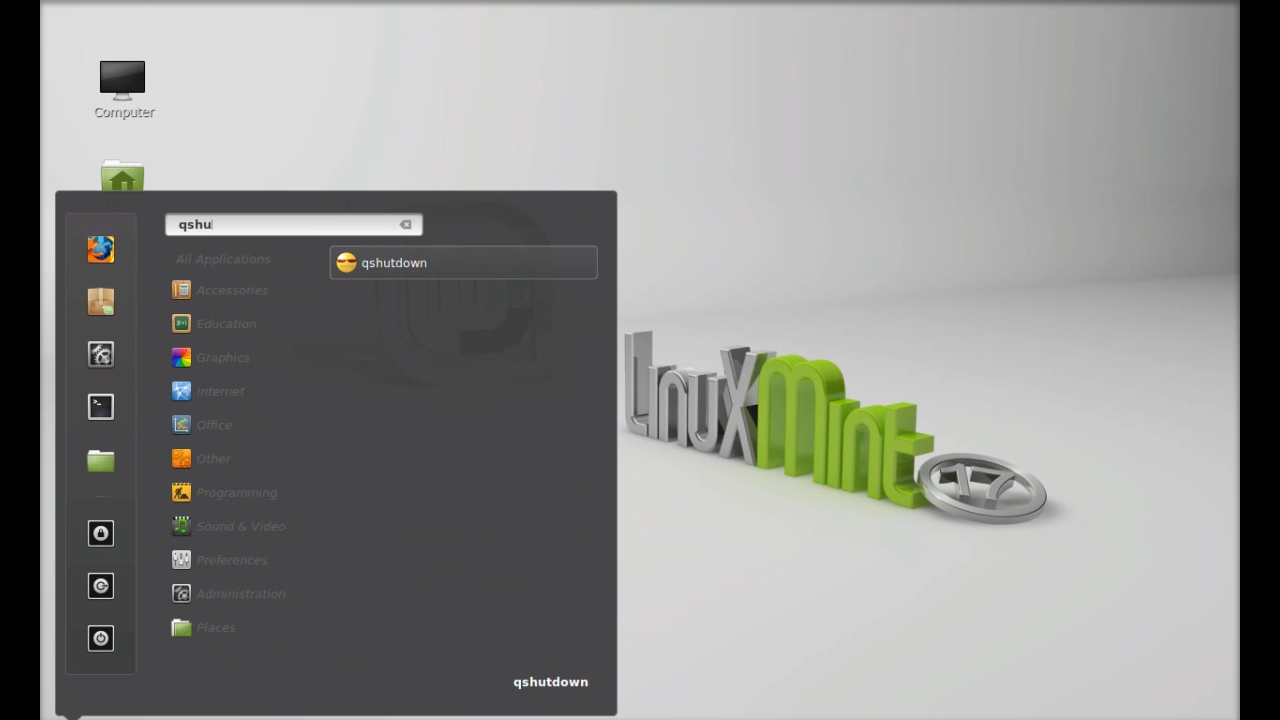 Computer
qshu
All Applications
qshutdown
Accessories
Education
Graphics
Internet
Office
Other
Programming
Sound & Video
Preferences
Administration
Places
qshutdown
LinuxMint
17